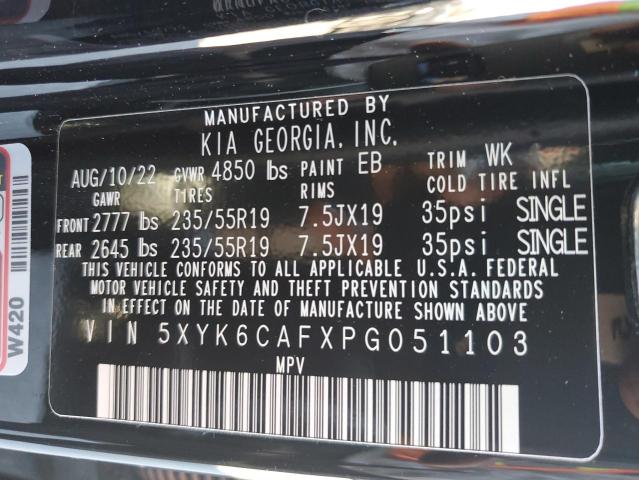 MANUFACTURED BY
KIA GEORGIA, INC.
AUG/10/22 GVWR 4850 lbs PAINT EB TRIM WK
GAWR TIRES RIMS COLD TIRE INFL
FRONT 2777 lbs 235/55R19 7.5JX19 35psi SINGLE
REAR 2645 lbs 235/55R19 7.5JX19 35psi SINGLE
THIS VEHICLE CONFORMS TO ALL APPLICABLE U.S.A. FEDERAL
MOTOR VEHICLE SAFETY AND THEFT PREVENTION STANDARDS
IN EFFECT ON THE DATE OF MANUFACTURE SHOWN ABOVE.
VIN 5XYK6CAFXPG051103
MPV
W420